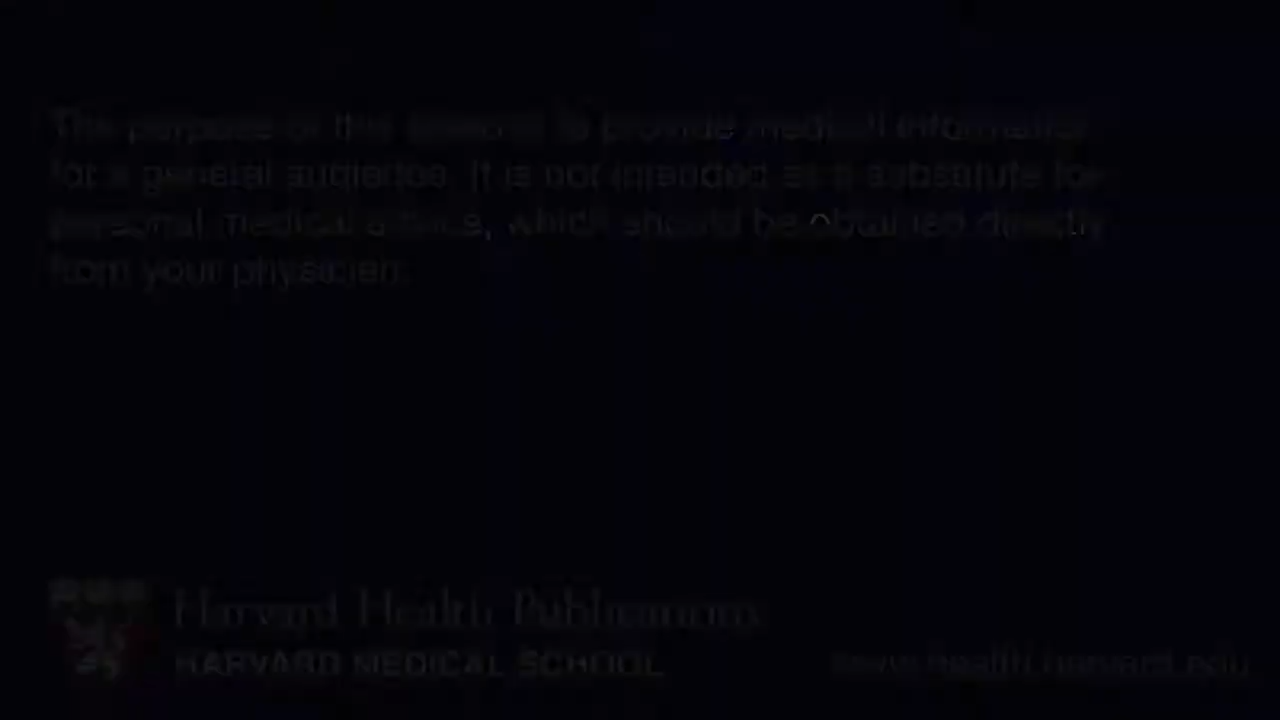 The purpose of this webcast is to provide medical information
for a general audience. It is not intended as a substitute for
personal medical advice, which should be obtained directly
from your physician.
Harvard Health Publications
HARVARD MEDICAL SCHOOL
www.health.harvard.edu